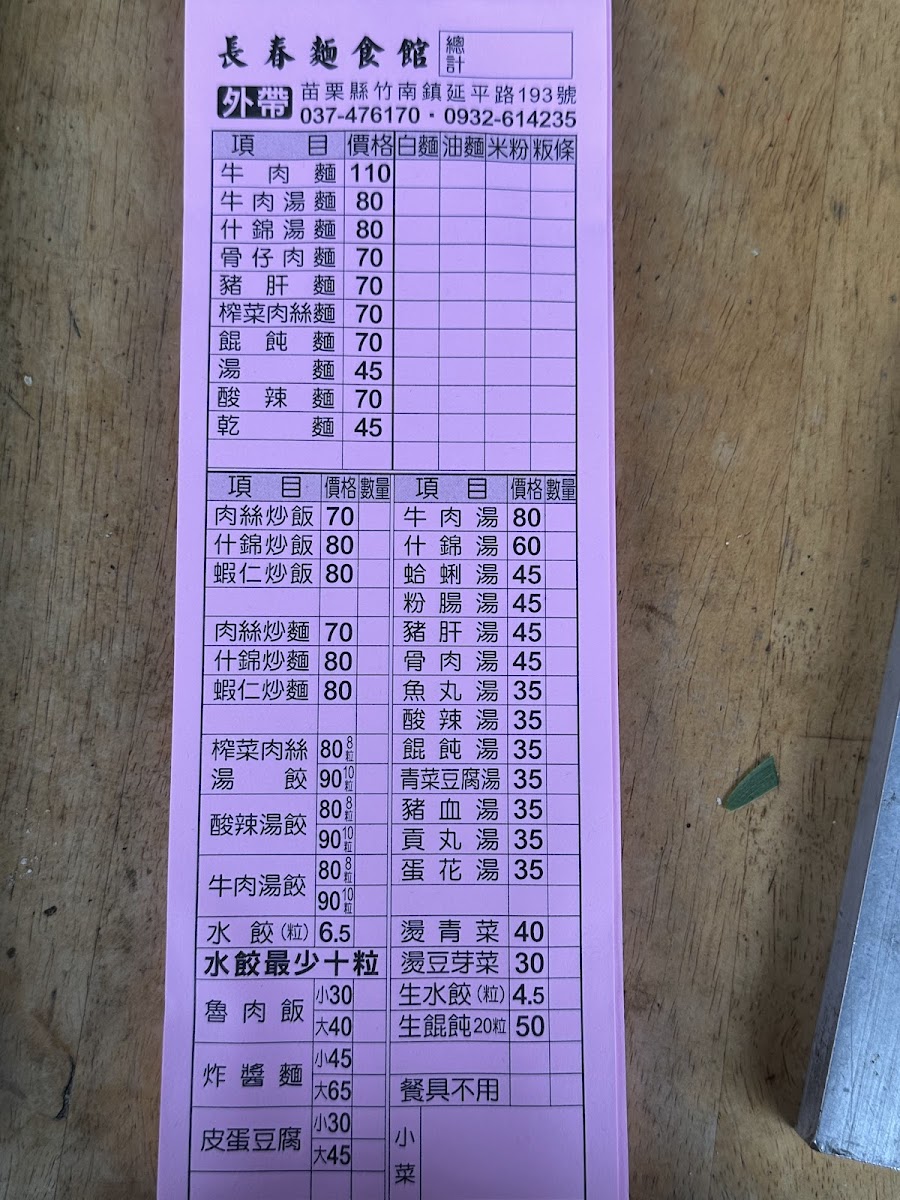 長春麵食館 總計
外帶 苗栗縣竹南鎮延平路193號
037-476170・0932-614235
項目 價格 白麵 油麵 米粉 粄條
牛肉麵 110
牛肉湯麵 80
什錦湯麵 80
骨仔肉麵 70
豬肝麵 70
榨菜肉絲麵 70
餛飩麵 70
湯麵 45
酸辣麵 70
乾麵 45
項目 價格 數量
肉絲炒飯 70
什錦炒飯 80
蝦仁炒飯 80
肉絲炒麵 70
什錦炒麵 80
蝦仁炒麵 80
榨菜肉絲湯餃 80 8粒
90 10粒
酸辣湯餃 80 8粒
90 10粒
牛肉湯餃 80 8粒
90 10粒
水餃(粒) 6.5
水餃最少十粒
魯肉飯 小30
大40
炸醬麵 小45
大65
皮蛋豆腐 小30
大45
項目 價格 數量
牛肉湯 80
什錦湯 60
蛤蜊湯 45
粉腸湯 45
豬肝湯 45
骨肉湯 45
魚丸湯 35
酸辣湯 35
餛飩湯 35
青菜豆腐湯 35
豬血湯 35
貢丸湯 35
蛋花湯 35
燙青菜 40
燙豆芽菜 30
生水餃(粒) 4.5
生餛飩20粒 50
餐具不用
小菜